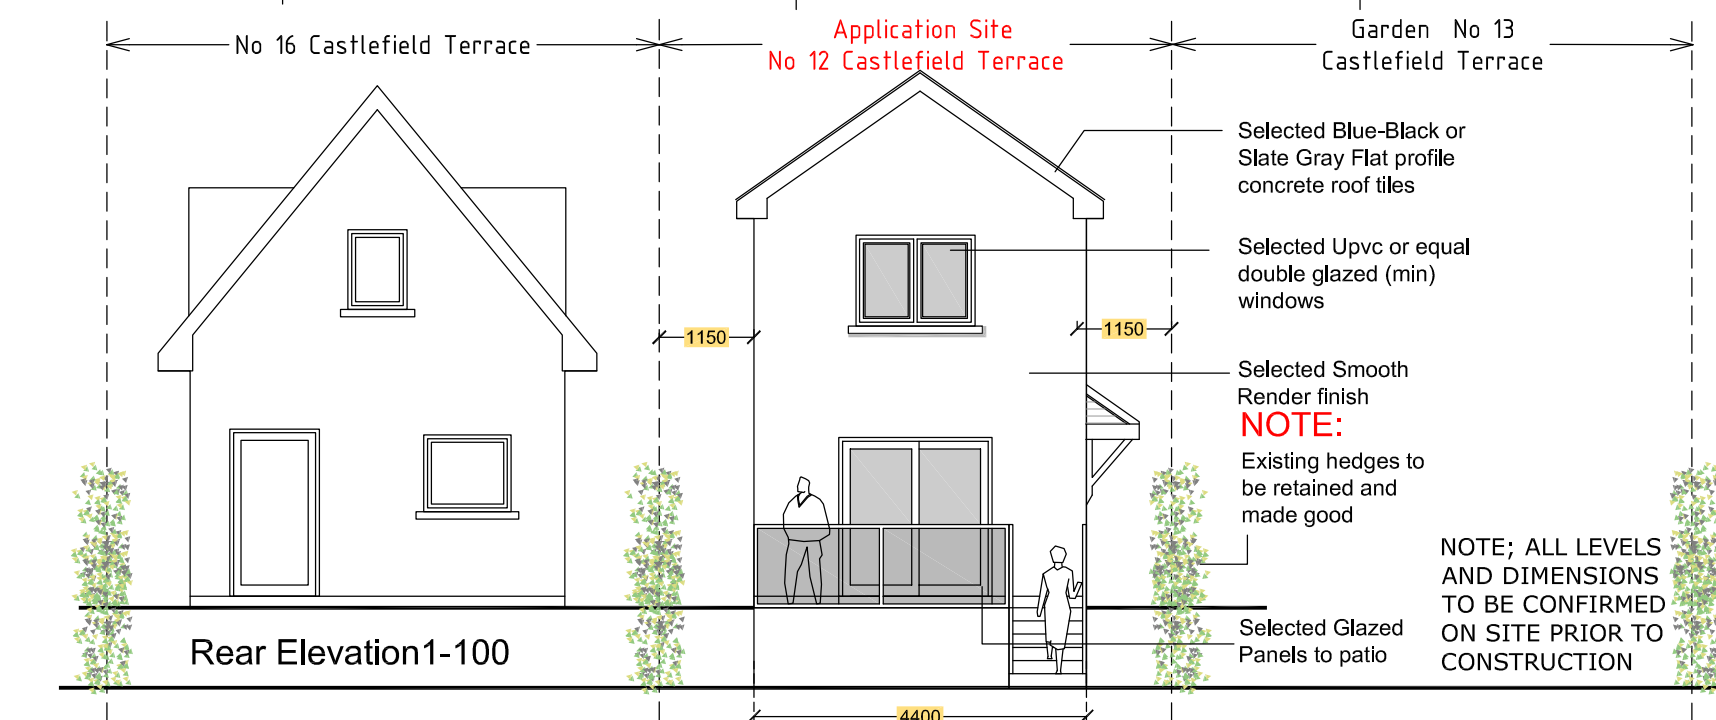 No 16 Castlefield Terrace
Application Site
No 12 Castlefield Terrace
Garden No 13
Castlefield Terrace
Selected Blue-Black or
Slate Gray Flat profile
concrete roof tiles
Selected Upvc or equal
double glazed (min)
windows
1150
1150
Selected Smooth
Render finish
NOTE:
Existing hedges to
be retained and
made good
NOTE; ALL LEVELS
AND DIMENSIONS
TO BE CONFIRMED
ON SITE PRIOR TO
CONSTRUCTION
Selected Glazed
Panels to patio
Rear Elevation1-100
4400